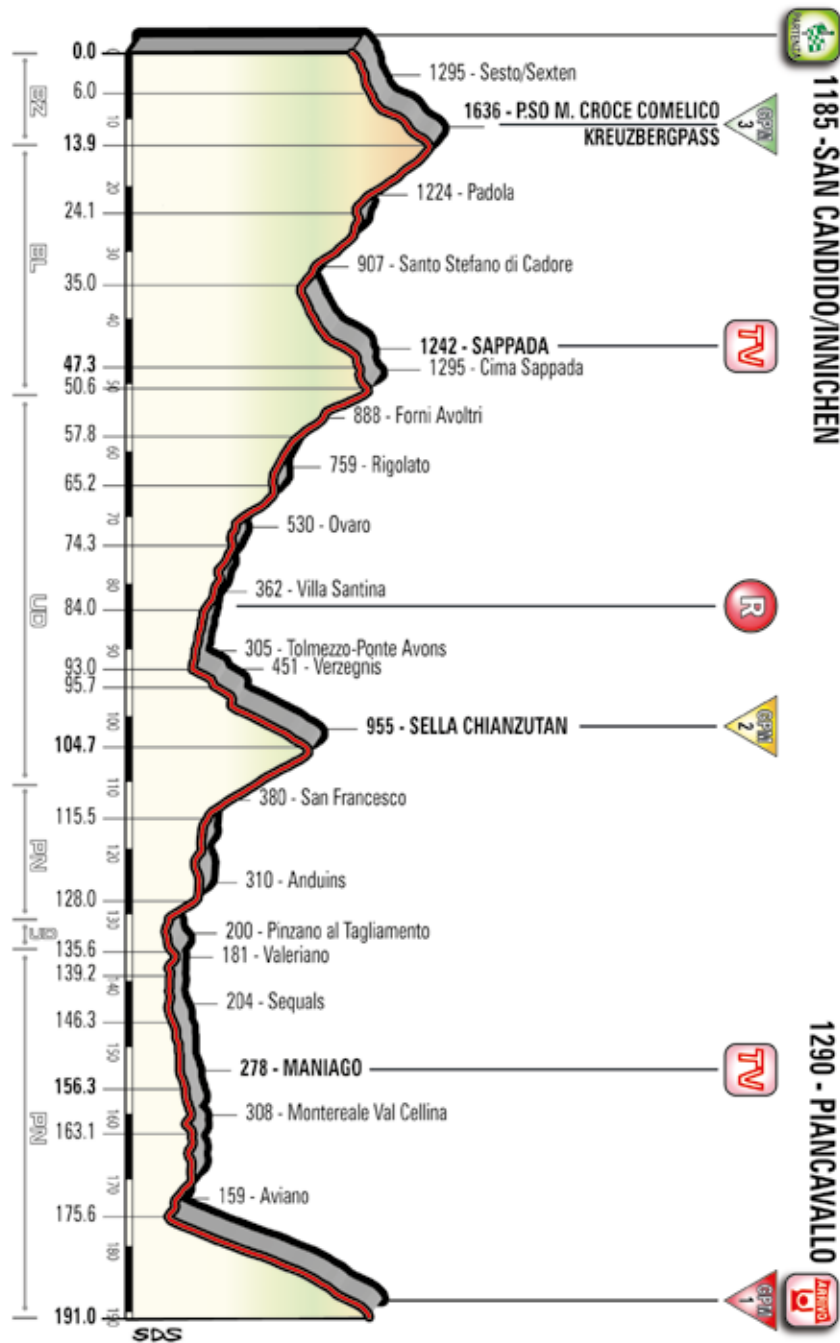 PARTENZA
1185 - SAN CANDIDO/INNICHEN
0.0
1295 - Sesto/Sexten
6.0
1636 - P.SO M. CROCE COMELICO
KREUZBERGPASS
GPM
3
13.9
1224 - Padola
24.1
907 - Santo Stefano di Cadore
35.0
1242 - SAPPADA
TV
47.3
1295 - Cima Sappada
50.6
888 - Forni Avoltri
57.8
759 - Rigolato
65.2
530 - Ovaro
74.3
362 - Villa Santina
84.0
R
305 - Tolmezzo-Ponte Avons
93.0
451 - Verzegnis
95.7
955 - SELLA CHIANZUTAN
GPM
2
104.7
380 - San Francesco
115.5
310 - Anduins
128.0
200 - Pinzano al Tagliamento
135.6
181 - Valeriano
139.2
204 - Sequals
146.3
278 - MANIAGO
TV
156.3
308 - Montereale Val Cellina
163.1
159 - Aviano
175.6
1290 - PIANCAVALLO
ARRIVO
GPM
1
191.0
BZ
BL
UD
PN
UD
PN
0
10
20
30
40
50
60
70
80
90
100
110
120
130
140
150
160
170
180
190
SDS